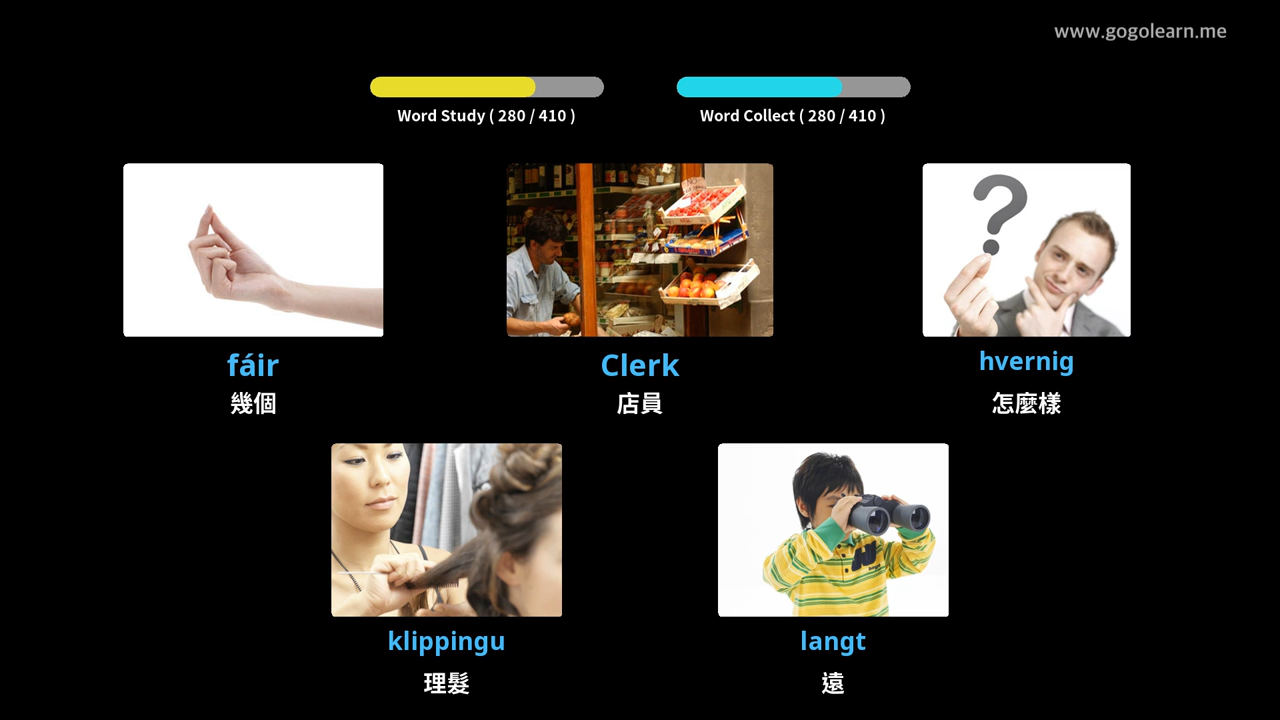 www.gogolearn.me
Word Study ( 280 / 410 )
Word Collect ( 280 / 410 )
fáir
幾個
Clerk
店員
hvernig
怎麼樣
klippingu
理髮
langt
遠